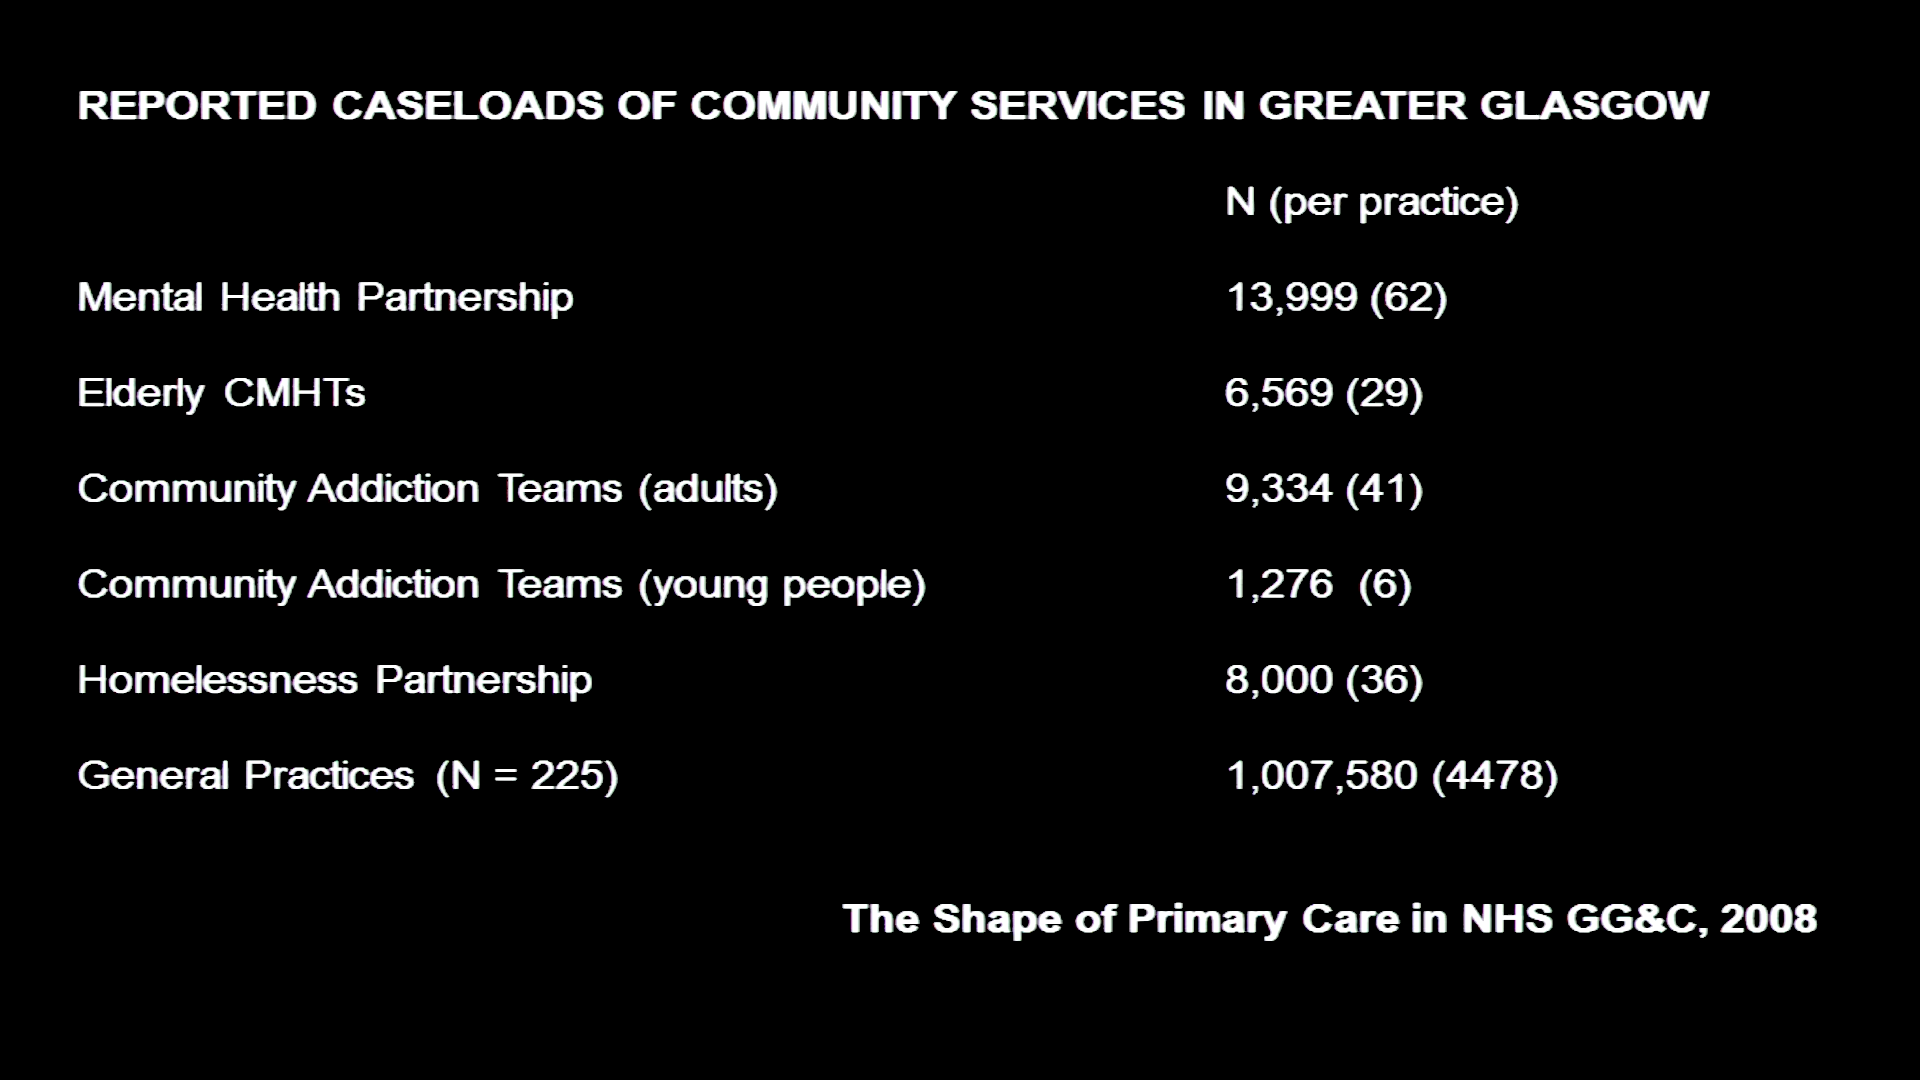 REPORTED CASELOADS OF COMMUNITY SERVICES IN GREATER GLASGOW
N (per practice)
Mental Health Partnership 13,999 (62)
Elderly CMHTs 6,569 (29)
Community Addiction Teams (adults) 9,334 (41)
Community Addiction Teams (young people) 1,276 (6)
Homelessness Partnership 8,000 (36)
General Practices (N = 225) 1,007,580 (4478)
The Shape of Primary Care in NHS GG&C, 2008